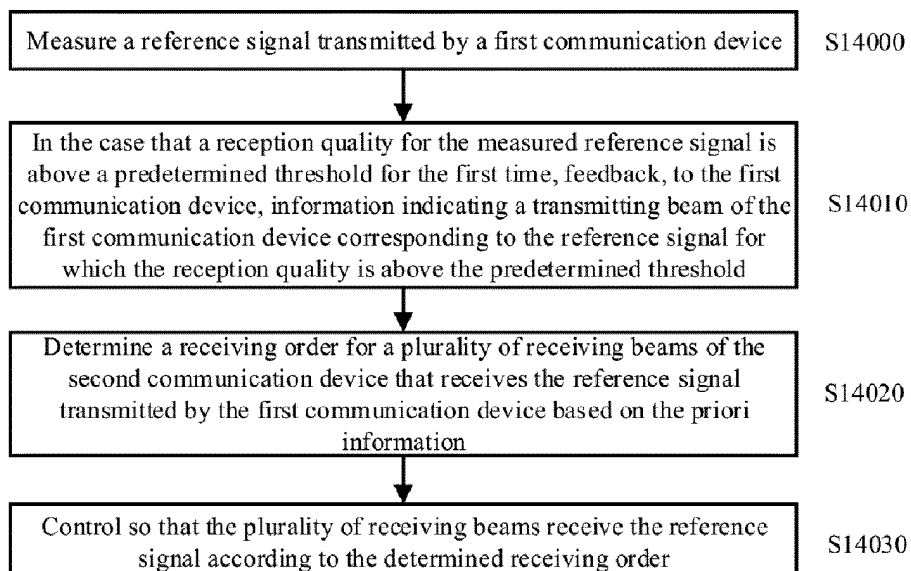 Measure a reference signal transmitted by a first communication device
S14000
In the case that a reception quality for the measured reference signal is
above a predetermined threshold for the first time, feedback, to the first
communication device, information indicating a transmitting beam of the
first communication device corresponding to the reference signal for
which the reception quality is above the predetermined threshold
S14010
Determine a receiving order for a plurality of receiving beams of the
second communication device that receives the reference signal
transmitted by the first communication device based on the priori
information
S14020
Control so that the plurality of receiving beams receive the reference
signal according to the determined receiving order
S14030